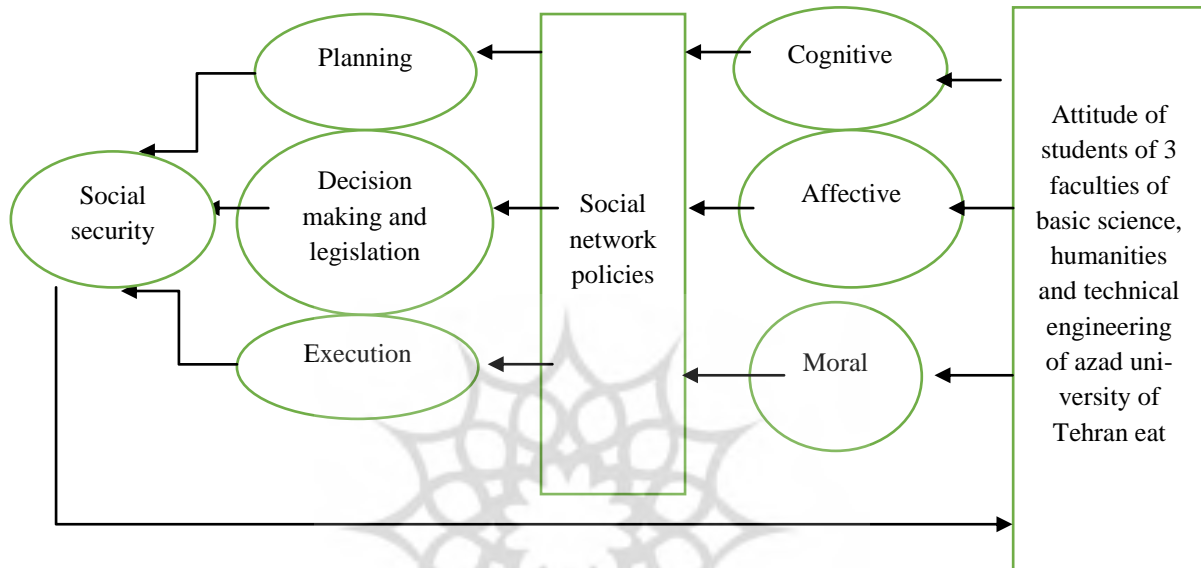 Planning
Cognitive
Social
security
Decision
making and
legislation
Social
network
policies
Affective
Execution
Moral
Attitude of
students of 3
faculties of
basic science,
humanities
and technical
engineering
of azad uni-
versity of
Tehran eat